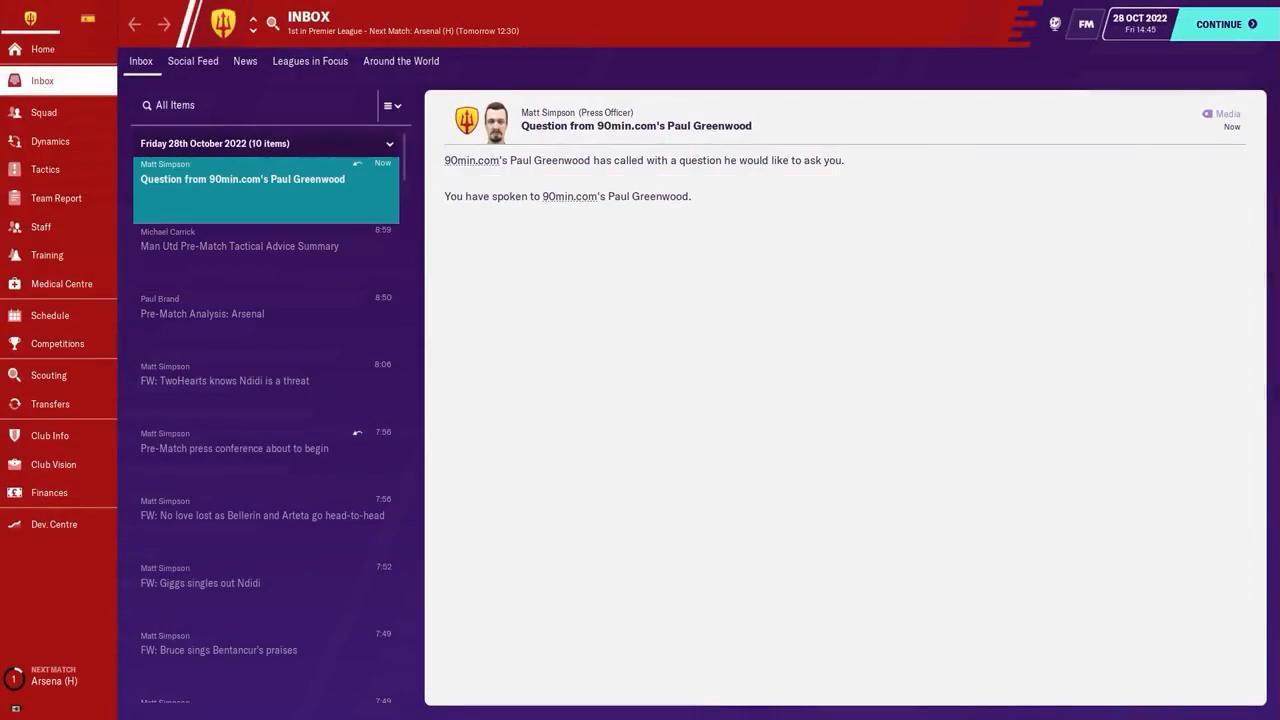 INBOX
1st in Premier League - Next Match: Arsenal (H) (Tomorrow 12:30)
FM
28 OCT 2022
Fri 14:45
CONTINUE
Home
Inbox
Squad
Dynamics
Tactics
Team Report
Staff
Training
Medical Centre
Schedule
Competitions
Scouting
Transfers
Club Info
Club Vision
Finances
Dev. Centre
1
NEXT MATCH
Arsena (H)
Inbox
Social Feed
News
Leagues in Focus
Around the World
All Items
Friday 28th October 2022 (10 items)
Matt Simpson
Now
Question from 90min.com's Paul Greenwood
Michael Carrick
8:59
Man Utd Pre-Match Tactical Advice Summary
Paul Brand
8:50
Pre-Match Analysis: Arsenal
Matt Simpson
8:06
FW: TwoHearts knows Ndidi is a threat
Matt Simpson
7:56
Pre-Match press conference about to begin
Matt Simpson
7:56
FW: No love lost as Bellerin and Arteta go head-to-head
Matt Simpson
7:52
FW: Giggs singles out Ndidi
Matt Simpson
7:49
FW: Bruce sings Bentancur's praises
Matt Simpson
7:49
Matt Simpson (Press Officer)
Question from 90min.com's Paul Greenwood
Media
Now
90min.com's Paul Greenwood has called with a question he would like to ask you.
You have spoken to 90min.com's Paul Greenwood.